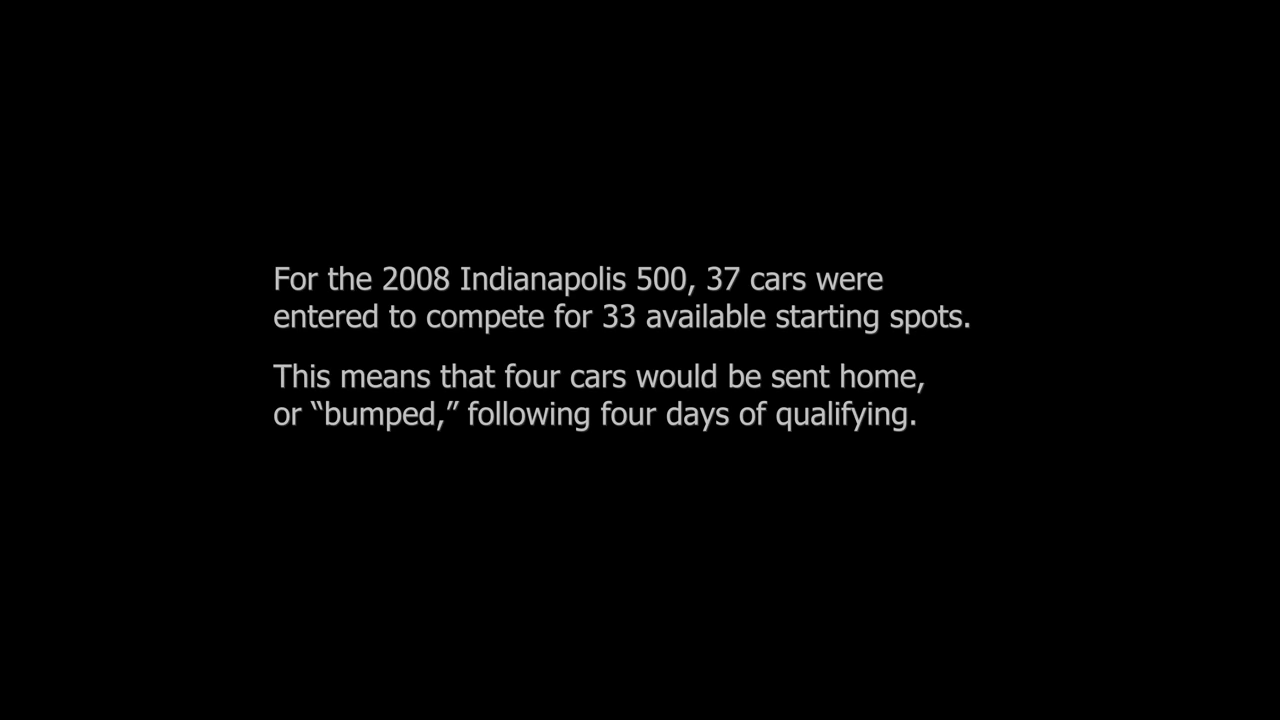 For the 2008 Indianapolis 500, 37 cars were
entered to compete for 33 available starting spots.
This means that four cars would be sent home,
or “bumped,” following four days of qualifying.